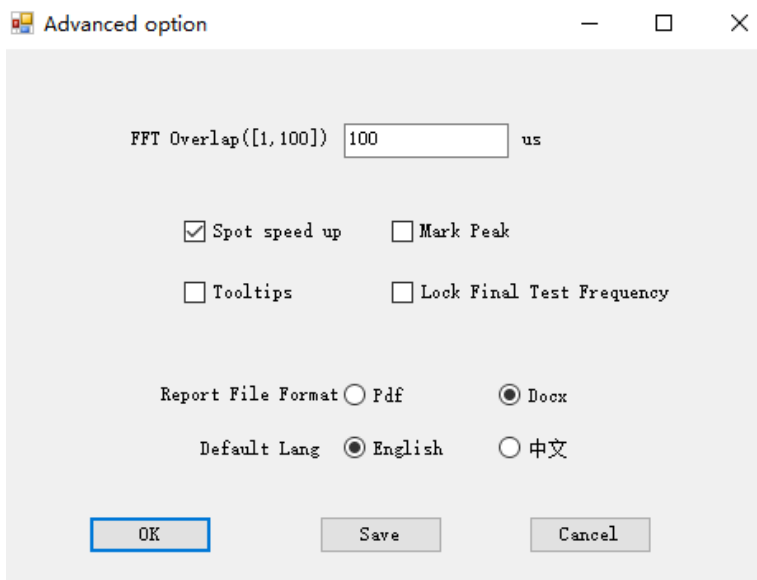 Advanced option
FFT Overlap([1,100]) 100 us
Spot speed up Mark Peak
Tooltips Lock Final Test Frequency
Report File Format Pdf Docx
Default Lang English 中文
OK Save Cancel